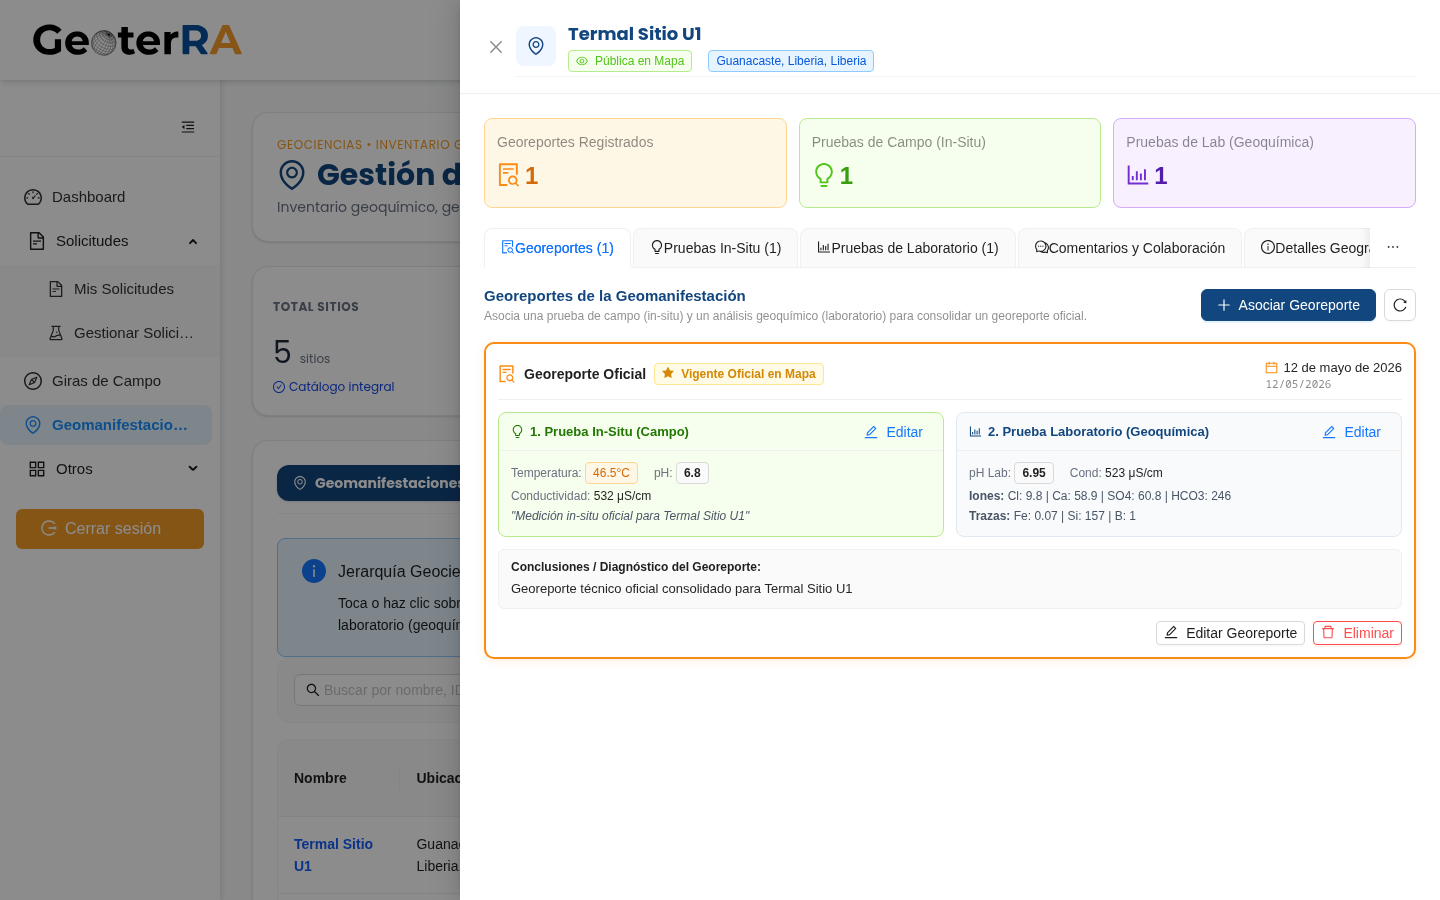 GeoterRA
Termal Sitio U1
Pública en Mapa
Guanacaste, Liberia, Liberia
Dashboard
Solicitudes
Mis Solicitudes
Gestionar Solici...
Giras de Campo
Geomanifestacio...
Otros
Cerrar sesión
GEOCIENCIAS • INVENTARIO G
Gestión d
Inventario geoquímico, ge
TOTAL SITIOS
5 sitios
Catálogo integral
Geomanifestaciones
Jerarquía Geocie
Toca o haz clic sobr
laboratorio (geoquír
Buscar por nombre, ID
Nombre
Ubicac
Termal Sitio
U1
Guanac
Liberia
Georeportes Registrados
1
Pruebas de Campo (In-Situ)
1
Pruebas de Lab (Geoquímica)
1
Georeportes (1)
Pruebas In-Situ (1)
Pruebas de Laboratorio (1)
Comentarios y Colaboración
Detalles Geogra
...
Georeportes de la Geomanifestación
Asocia una prueba de campo (in-situ) y un análisis geoquímico (laboratorio) para consolidar un georeporte oficial.
Asociar Georeporte
Georeporte Oficial
Vigente Oficial en Mapa
12 de mayo de 2026
12/05/2026
1. Prueba In-Situ (Campo)
Editar
Temperatura: 46.5°C pH: 6.8
Conductividad: 532 µS/cm
"Medición in-situ oficial para Termal Sitio U1"
2. Prueba Laboratorio (Geoquímica)
Editar
pH Lab: 6.95 Cond: 523 µS/cm
Iones: Cl: 9.8 | Ca: 58.9 | SO4: 60.8 | HCO3: 246
Trazas: Fe: 0.07 | Si: 157 | B: 1
Conclusiones / Diagnóstico del Georeporte:
Georeporte técnico oficial consolidado para Termal Sitio U1
Editar Georeporte
Eliminar